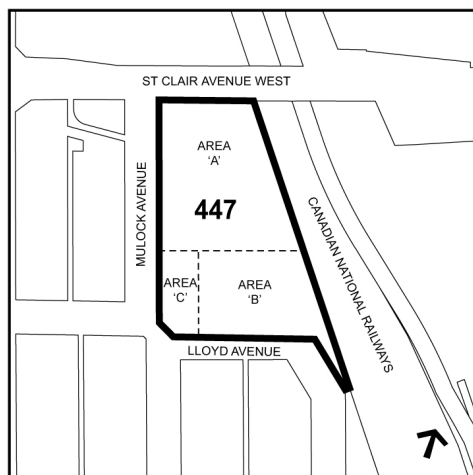 ST CLAIR AVENUE WEST
MULOCK AVENUE
AREA
'A'
447
CANADIAN NATIONAL RAILWAYS
AREA
'C'
AREA
'B'
LLOYD AVENUE